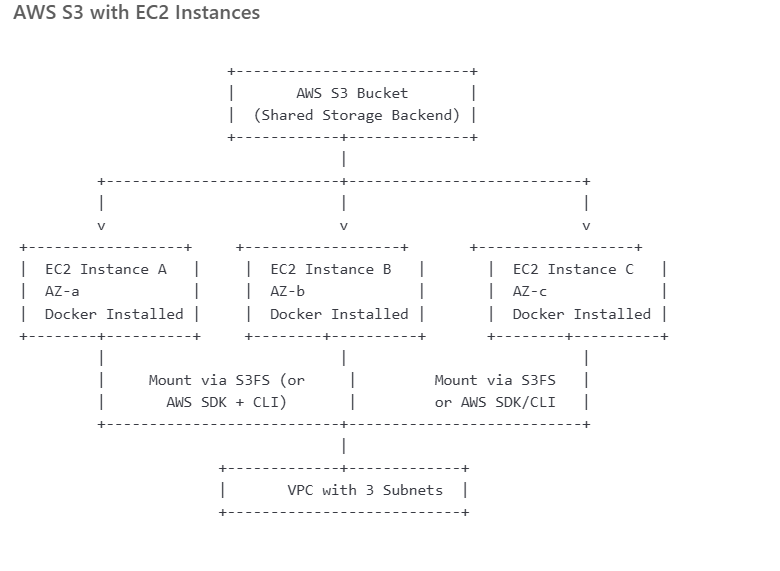 AWS S3 with EC2 Instances
AWS S3 Bucket
(Shared Storage Backend)
EC2 Instance A
AZ-a
Docker Installed
EC2 Instance B
AZ-b
Docker Installed
EC2 Instance C
AZ-c
Docker Installed
Mount via S3FS (or
AWS SDK + CLI)
Mount via S3FS
or AWS SDK/CLI
VPC with 3 Subnets